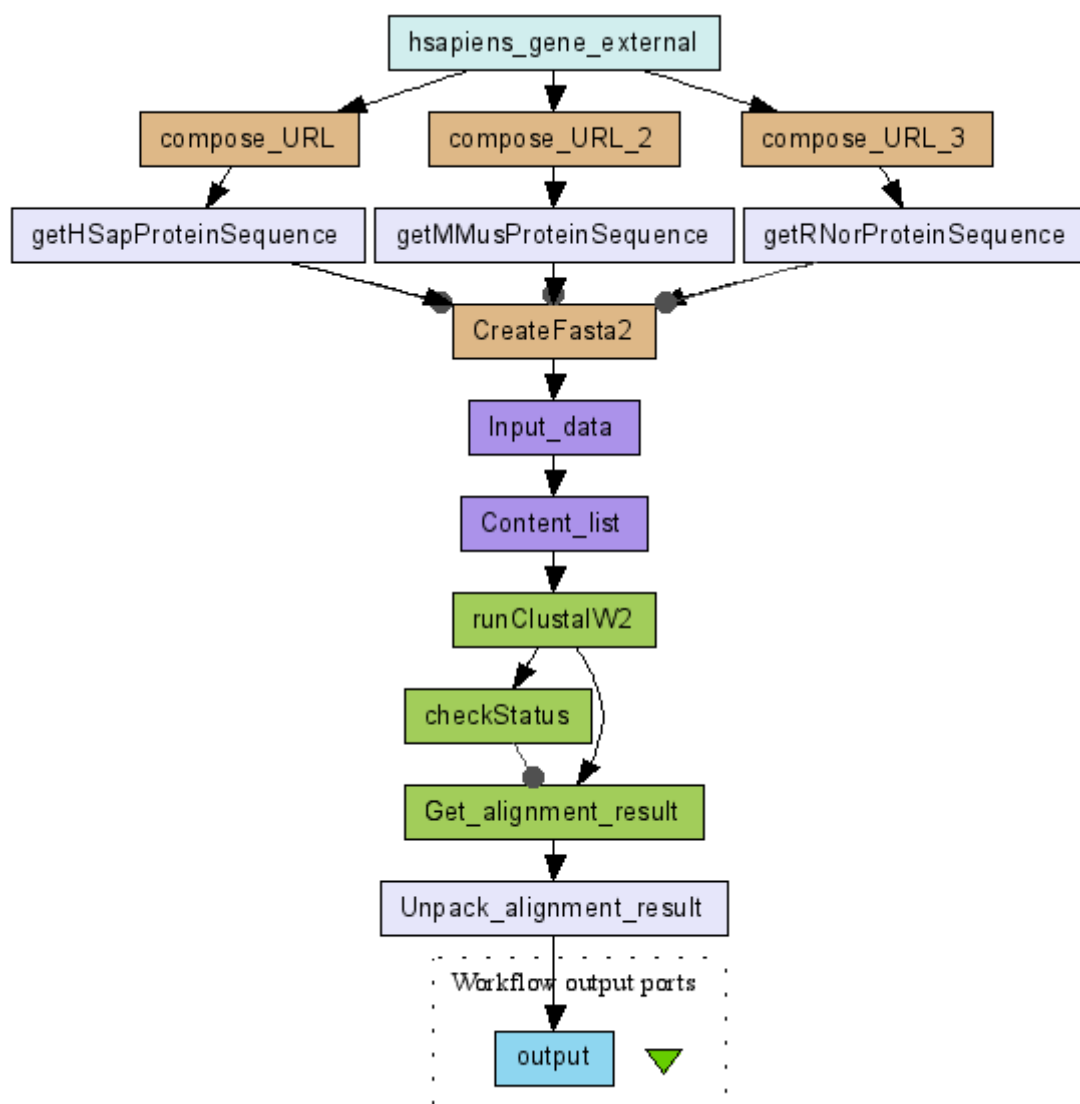 hsapiens_gene_external
compose_URL
compose_URL_2
compose_URL_3
getHSapProteinSequence
getMMusProteinSequence
getRNorProteinSequence
CreateFasta2
Input_data
Content_list
runClustalW2
checkStatus
Get_alignment_result
Unpack_alignment_result
Workflow output ports
output